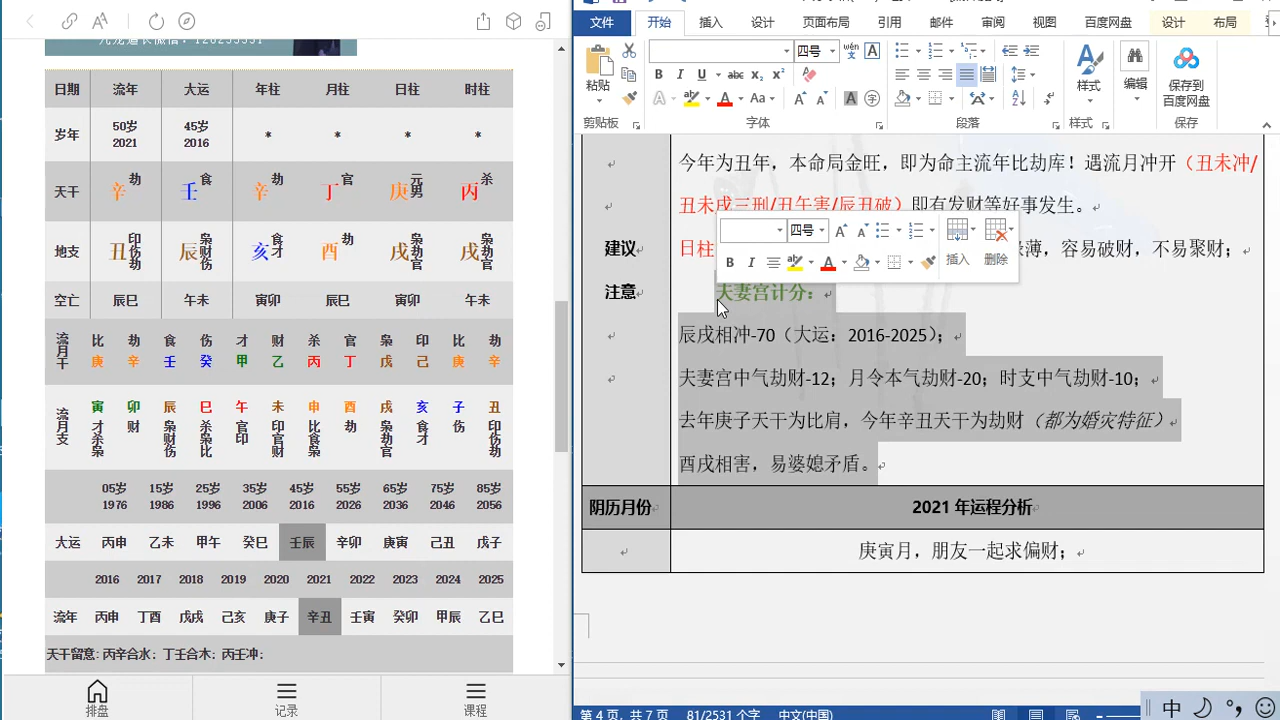 日期 流年 大运 年柱 月柱 日柱 时柱
岁年 50岁 2021 45岁 2016 * * * *
天干 辛劫 壬食 辛劫 丁官 庚元男 丙杀
地支 丑印伤劫 辰枭财伤 亥食才 酉劫 戌枭劫官 戌枭劫官
空亡 辰巳 午未 寅卯 辰巳 寅卯 午未
流月干 比 劫 食 伤 才 财 杀 官 枭 印 比 劫
庚 辛 壬 癸 甲 乙 丙 丁 戊 己 庚 辛
流月支 寅 卯 辰 巳 午 未 申 酉 戌 亥 子 丑
才杀枭 财 枭财伤 杀枭比 官印 印官财 比食枭 劫 枭劫官 食才 伤 印伤劫
05岁 15岁 25岁 35岁 45岁 55岁 65岁 75岁 85岁
1976 1986 1996 2006 2016 2026 2036 2046 2056
大运 丙申 乙未 甲午 癸巳 壬辰 辛卯 庚寅 己丑 戊子
2016 2017 2018 2019 2020 2021 2022 2023 2024 2025
流年 丙申 丁酉 戊戌 己亥 庚子 辛丑 壬寅 癸卯 甲辰 乙巳
天干留意：丙辛合水；丁壬合木；丙壬冲；
排盘 记录 课程
文件 开始 插入 设计 页面布局 引用 邮件 审阅 视图 百度网盘 设计 布局
四号 wén A
粘贴 B I U abc x₂ x² 样式 编辑 保存到
百度网盘
A A Aa A A A 字
剪贴板 字体 段落 样式 保存
今年为丑年，本命局金旺，即为命主流年比劫库！遇流月冲开（丑未冲/
丑未戌三刑/丑午害/辰丑破）即有发财等好事发生。
四号 A A 插入 删除
B I A
建议 日柱 薄，容易破财，不易聚财；
注意 夫妻宫计分：
辰戌相冲-70（大运：2016-2025）；
夫妻宫中气劫财-12；月令本气劫财-20；时支中气劫财-10；
去年庚子天干为比肩，今年辛丑天干为劫财（都为婚灾特征）
酉戌相害，易婆媳矛盾。
阴历月份 2021 年运程分析
庚寅月，朋友一起求偏财；
第 4 页，共 7 页 81/2531 个字 中文(中国)
中